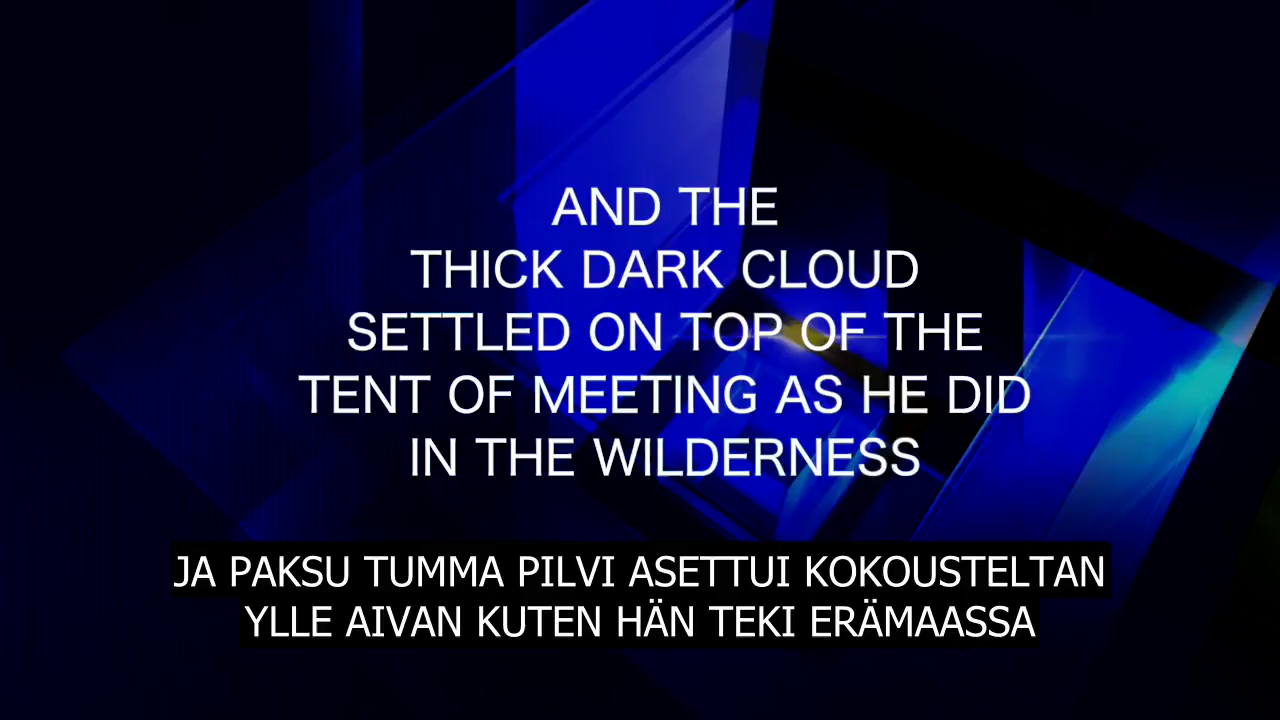 AND THE
THICK DARK CLOUD
SETTLED ON TOP OF THE
TENT OF MEETING AS HE DID
IN THE WILDERNESS
JA PAKSU TUMMA PILVI ASETTUI KOKOUSTELTAN
YLLE AIVAN KUTEN HÄN TEKI ERÄMAASSA